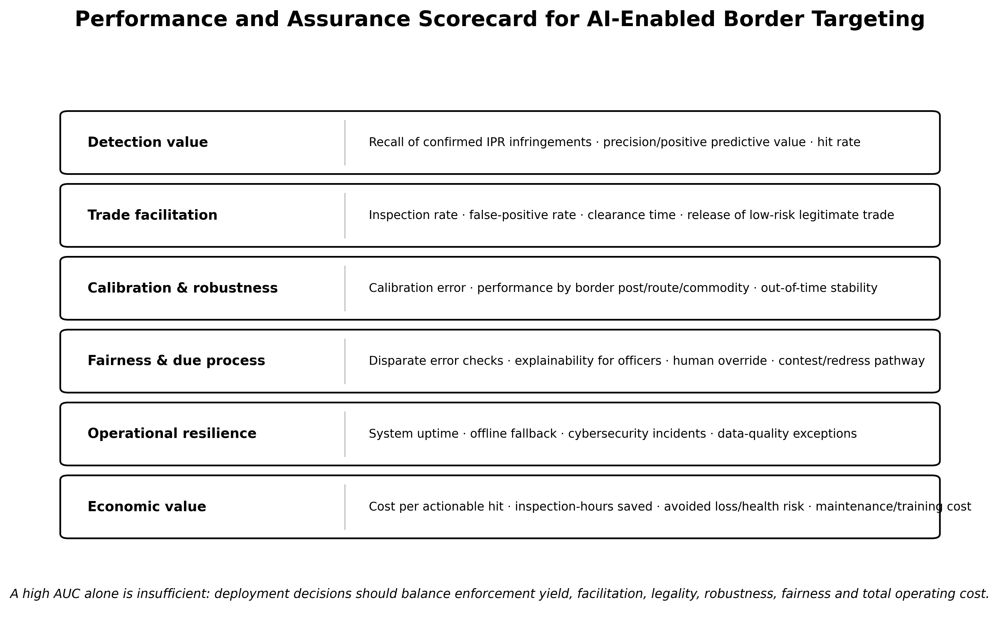 Performance and Assurance Scorecard for AI-Enabled Border Targeting
Detection value
Recall of confirmed IPR infringements · precision/positive predictive value · hit rate
Trade facilitation
Inspection rate · false-positive rate · clearance time · release of low-risk legitimate trade
Calibration & robustness
Calibration error · performance by border post/route/commodity · out-of-time stability
Fairness & due process
Disparate error checks · explainability for officers · human override · contest/redress pathway
Operational resilience
System uptime · offline fallback · cybersecurity incidents · data-quality exceptions
Economic value
Cost per actionable hit · inspection-hours saved · avoided loss/health risk · maintenance/training cost
A high AUC alone is insufficient: deployment decisions should balance enforcement yield, facilitation, legality, robustness, fairness and total operating cost.